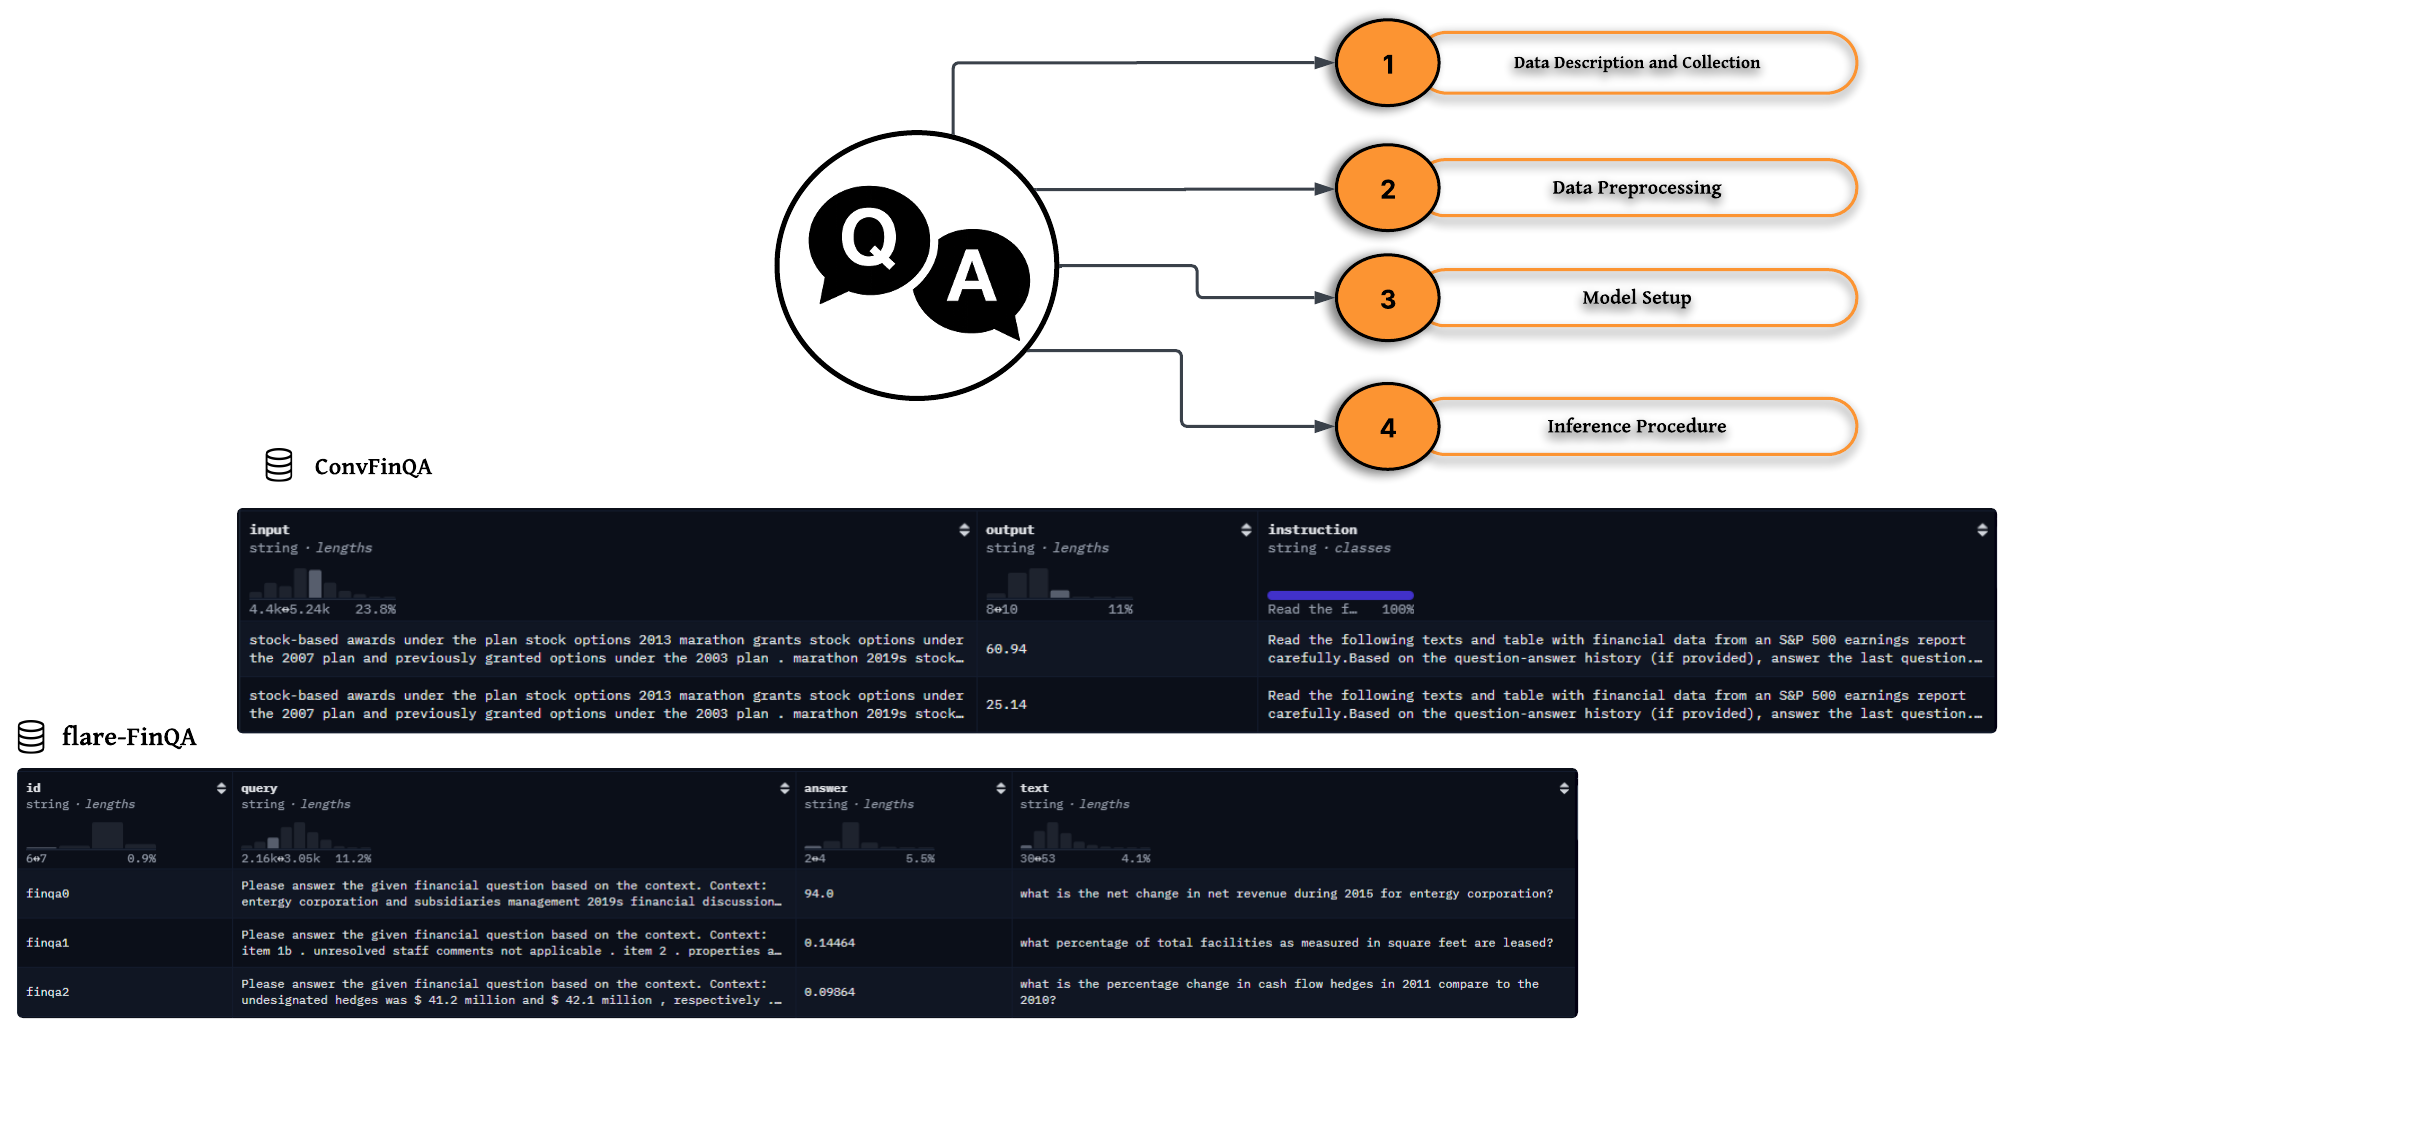 1 Data Description and Collection
2 Data Preprocessing
Q A
3 Model Setup
4 Inference Procedure
ConvFinQA
input output instruction
string · lengths string · lengths string · classes
4.4k↔5.24k 23.8% 8↔10 11% Read the f… 100%
stock-based awards under the plan stock options 2013 marathon grants stock options under
the 2007 plan and previously granted options under the 2003 plan . marathon 2019s stock…
60.94
Read the following texts and table with financial data from an S&P 500 earnings report
carefully.Based on the question-answer history (if provided), answer the last question.…
stock-based awards under the plan stock options 2013 marathon grants stock options under
the 2007 plan and previously granted options under the 2003 plan . marathon 2019s stock…
25.14
Read the following texts and table with financial data from an S&P 500 earnings report
carefully.Based on the question-answer history (if provided), answer the last question.…
flare-FinQA
id query answer text
string · lengths string · lengths string · lengths string · lengths
6↔7 0.9% 2.16k↔3.05k 11.2% 2↔4 5.5% 30↔53 4.1%
finqa0
Please answer the given financial question based on the context. Context:
entergy corporation and subsidiaries management 2019s financial discussion…
94.0
what is the net change in net revenue during 2015 for entergy corporation?
finqa1
Please answer the given financial question based on the context. Context:
item 1b . unresolved staff comments not applicable . item 2 . properties a…
0.14464
what percentage of total facilities as measured in square feet are leased?
finqa2
Please answer the given financial question based on the context. Context:
undesignated hedges was $ 41.2 million and $ 42.1 million , respectively .…
0.09864
what is the percentage change in cash flow hedges in 2011 compare to the
2010?